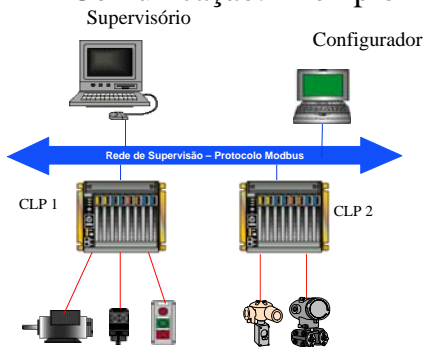 Supervisório
Configurador
Rede de Supervisão – Protocolo Modbus
CLP 1
CLP 2